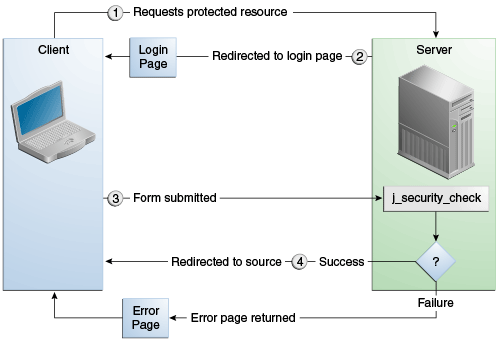 1 Requests protected resource
Client
Login
Page
Redirected to login page 2
Server
3 Form submitted
j_security_check
Redirected to source 4 Success
?
Failure
Error
Page
Error page returned